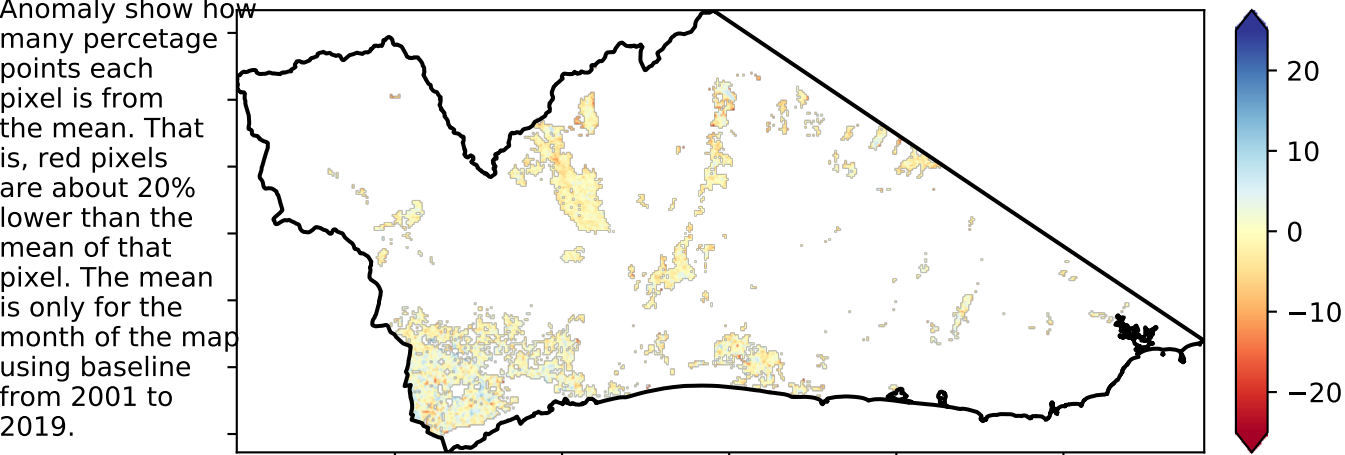 Anomaly show how
many percetage
points each
pixel is from
the mean. That
is, red pixels
are about 20%
lower than the
mean of that
pixel. The mean
is only for the
month of the map
using baseline
from 2001 to
2019.
20
10
0
−10
−20